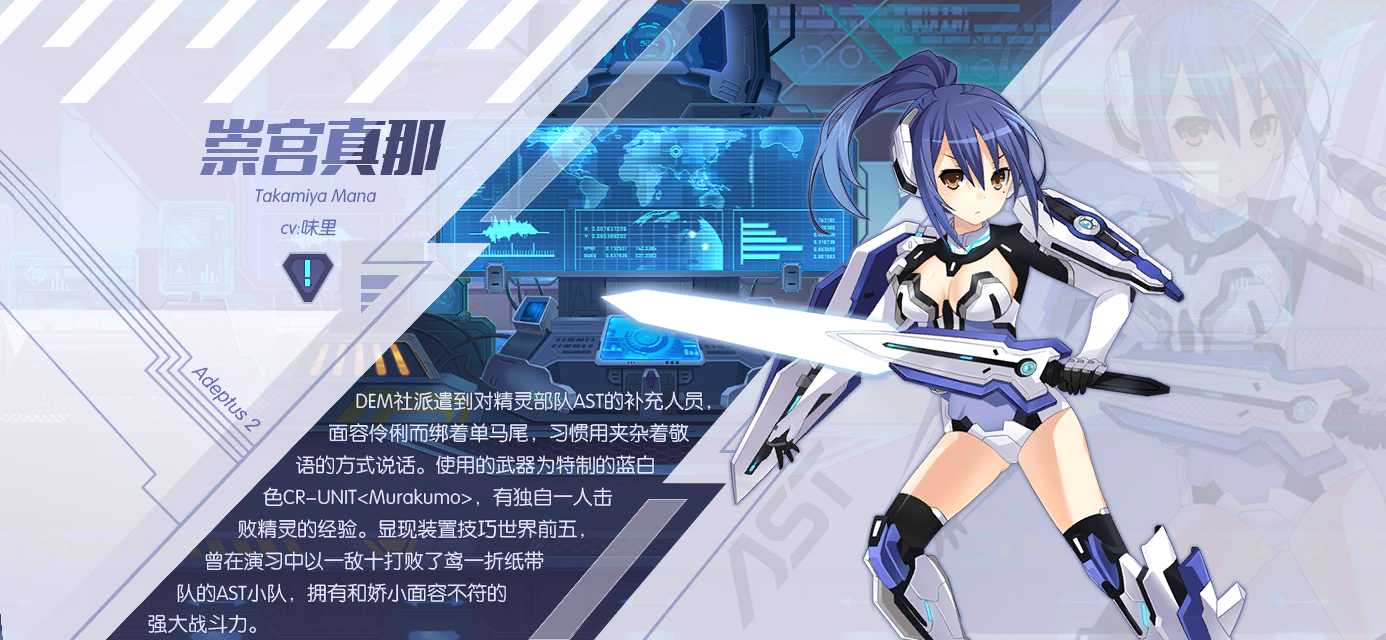 崇宫真那
Takamiya Mana
cv:味里
Adeptus 2
DEM社派遣到对精灵部队AST的补充人员，
面容伶俐而绑着单马尾，习惯用夹杂着敬
语的方式说话。使用的武器为特制的蓝白
色CR-UNIT<Murakumo>，有独自一人击
败精灵的经验。显现装置技巧世界前五，
曾在演习中以一敌十打败了鸢一折纸带
队的AST小队，拥有和娇小面容不符的
强大战斗力。
AST